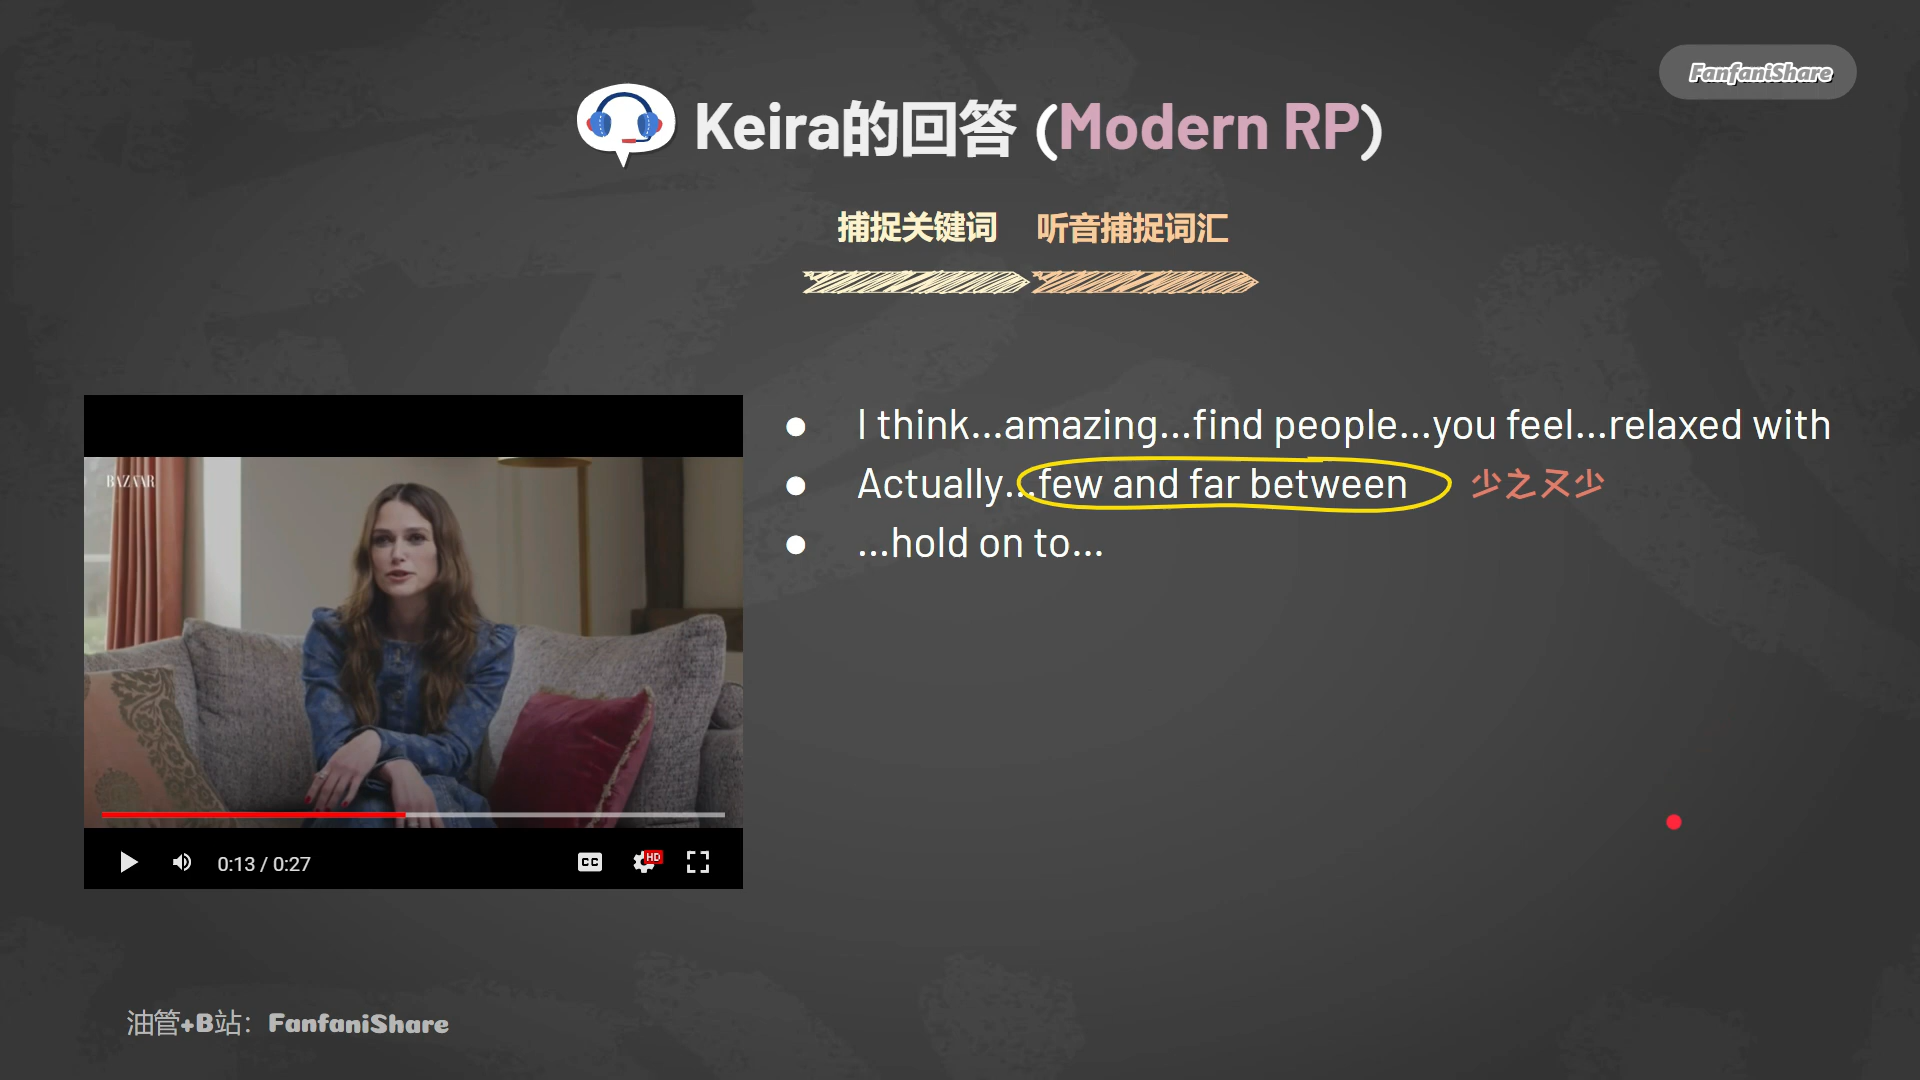 FanfaniShare
Keira的回答 (Modern RP)
捕捉关键词 听音捕捉词汇
● I think...amazing...find people...you feel...relaxed with
● Actually...few and far between 少之又少
● ...hold on to...
BAZAAR
0:13 / 0:27
CC HD
油管+B站：FanfaniShare